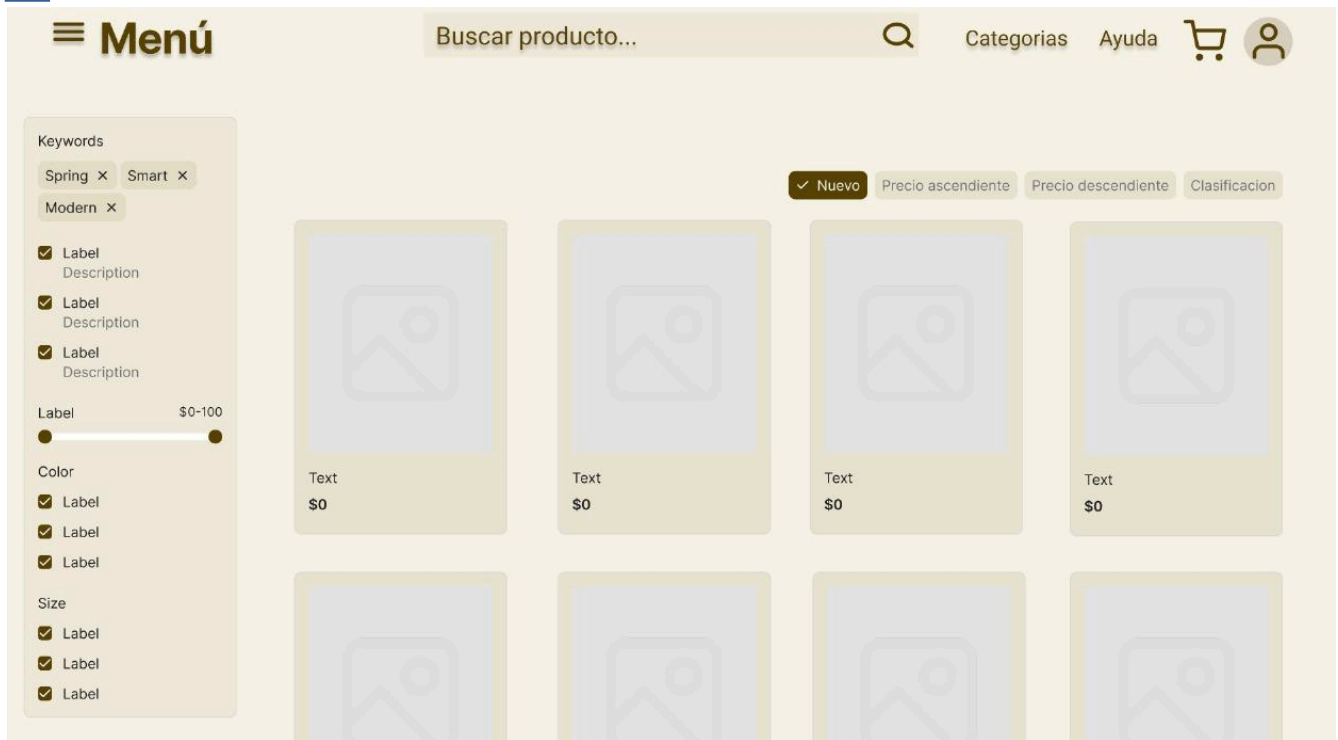 Menú
Buscar producto...
Categorias
Ayuda
Keywords
Spring
Smart
Modern
Nuevo
Precio ascendiente
Precio descendiente
Clasificacion
Label
Description
Label
Description
Label
Description
Label $0-100
Color
Label
Label
Label
Size
Label
Label
Label
Text
$0
Text
$0
Text
$0
Text
$0